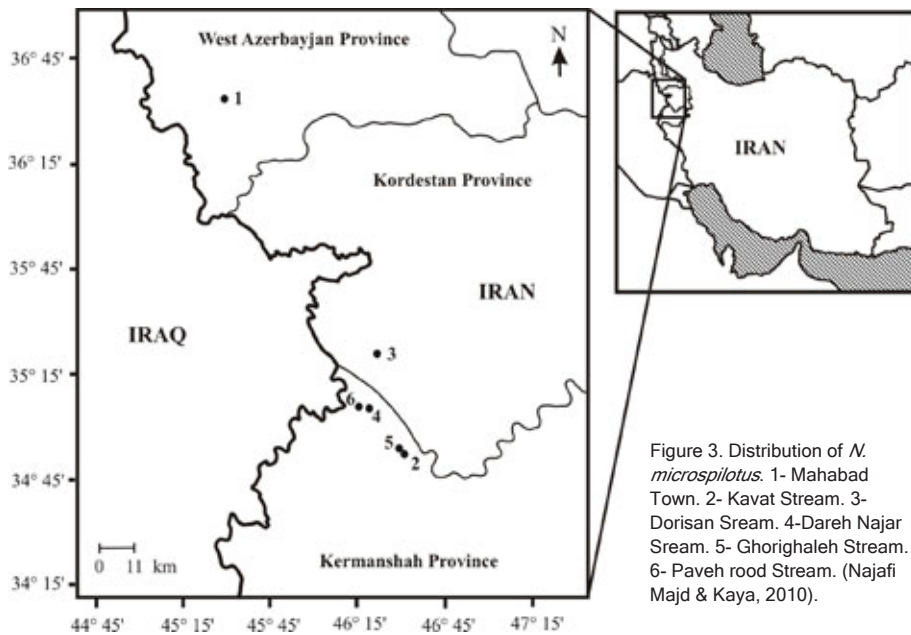 West Azerbayjan Province
N
36° 45'
1
36° 15'
Kordestan Province
35° 45'
IRAN
IRAQ
3
35° 15'
6
4
5
2
34° 45'
0 11 km
Kermanshah Province
34° 15'
44° 45' 45° 15' 45° 45' 46° 15' 46° 45' 47° 15'
IRAN
Figure 3. Distribution of N.
microspilotus. 1- Mahabad
Town. 2- Kavat Stream. 3-
Dorisan Sream. 4-Dareh Najar
Sream. 5- Ghorighaleh Stream.
6- Paveh rood Stream. (Najafi
Majd & Kaya, 2010).